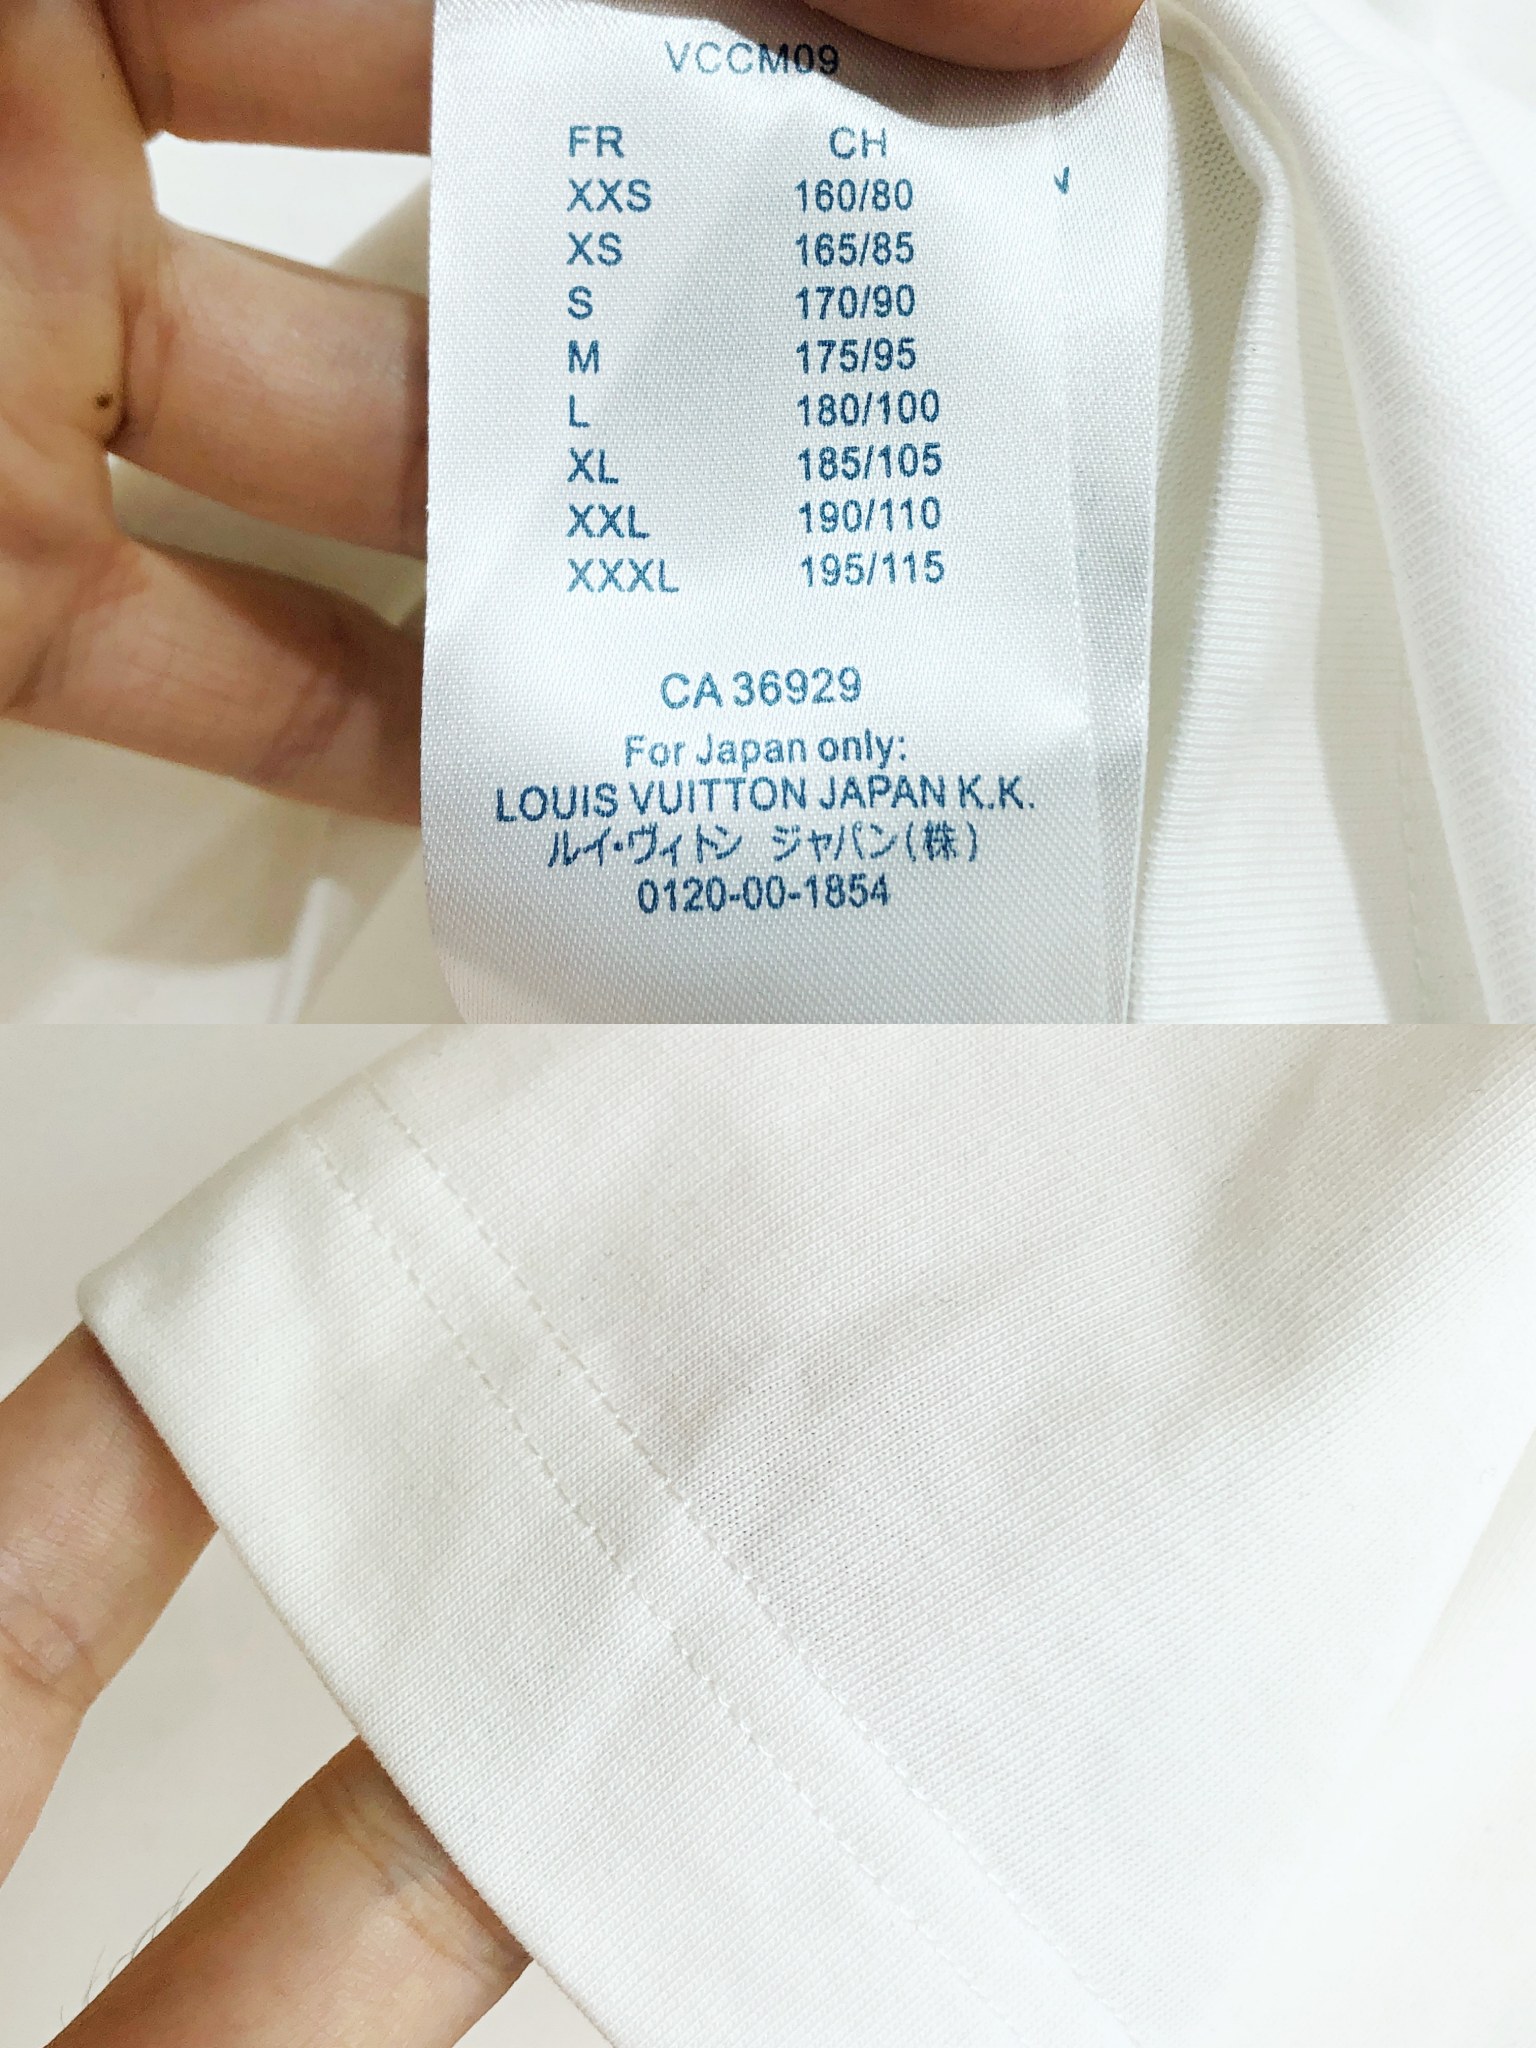 VCCM09
FR CH
XXS 160/80
XS 165/85
S 170/90
M 175/95
L 180/100
XL 185/105
XXL 190/110
XXXL 195/115
CA 36929
For Japan only:
LOUIS VUITTON JAPAN K.K.
ルイ・ヴィトン ジャパン(株)
0120-00-1854